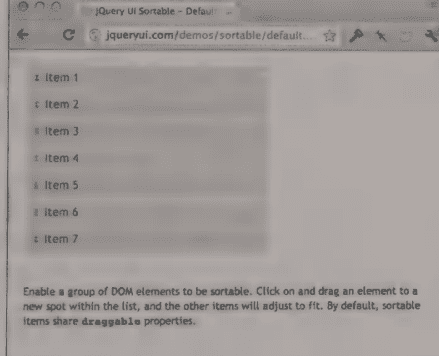 jQuery UI Sortable - Defaul
jqueryui.com/demos/sortable/default...
Item 1
Item 2
Item 3
Item 4
Item 5
Item 6
Item 7
Enable a group of DOM elements to be sortable. Click on and drag an element to a
new spot within the list, and the other items will adjust to fit. By default, sortable
items share draggable properties.